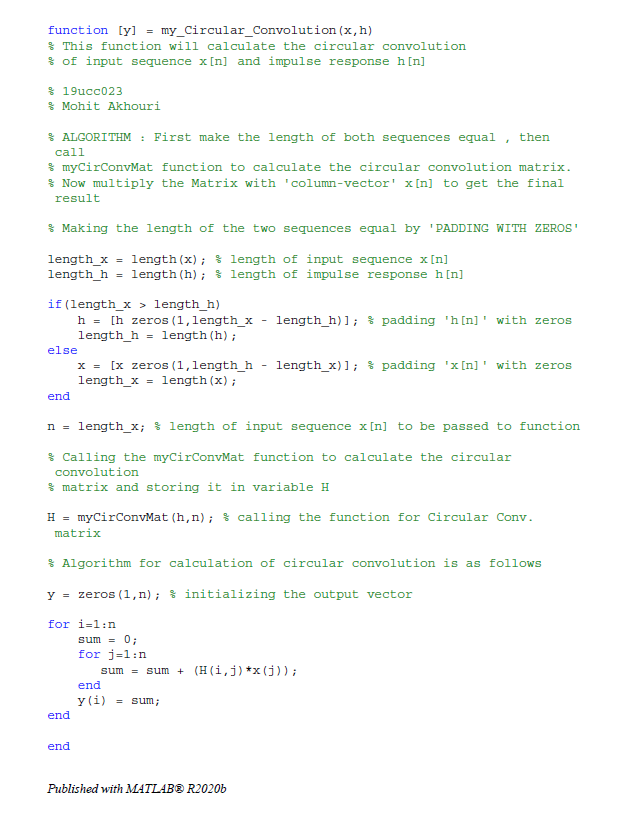 function [y] = my_Circular_Convolution(x,h)
% This function will calculate the circular convolution
% of input sequence x[n] and impulse response h[n]
% 19ucc023
% Mohit Akhouri
% ALGORITHM : First make the length of both sequences equal , then
call
% myCirConvMat function to calculate the circular convolution matrix.
% Now multiply the Matrix with 'column-vector' x[n] to get the final
result
% Making the length of the two sequences equal by 'PADDING WITH ZEROS'
length_x = length(x); % length of input sequence x[n]
length_h = length(h); % length of impulse response h[n]
if(length_x > length_h)
h = [h zeros(1,length_x - length_h)]; % padding 'h[n]' with zeros
length_h = length(h);
else
x = [x zeros(1,length_h - length_x)]; % padding 'x[n]' with zeros
length_x = length(x);
end
n = length_x; % length of input sequence x[n] to be passed to function
% Calling the myCirConvMat function to calculate the circular
convolution
% matrix and storing it in variable H
H = myCirConvMat(h,n); % calling the function for Circular Conv.
matrix
% Algorithm for calculation of circular convolution is as follows
y = zeros(1,n); % initializing the output vector
for i=1:n
sum = 0;
for j=1:n
sum = sum + (H(i,j)*x(j));
end
y(i) = sum;
end
end
Published with MATLAB® R2020b